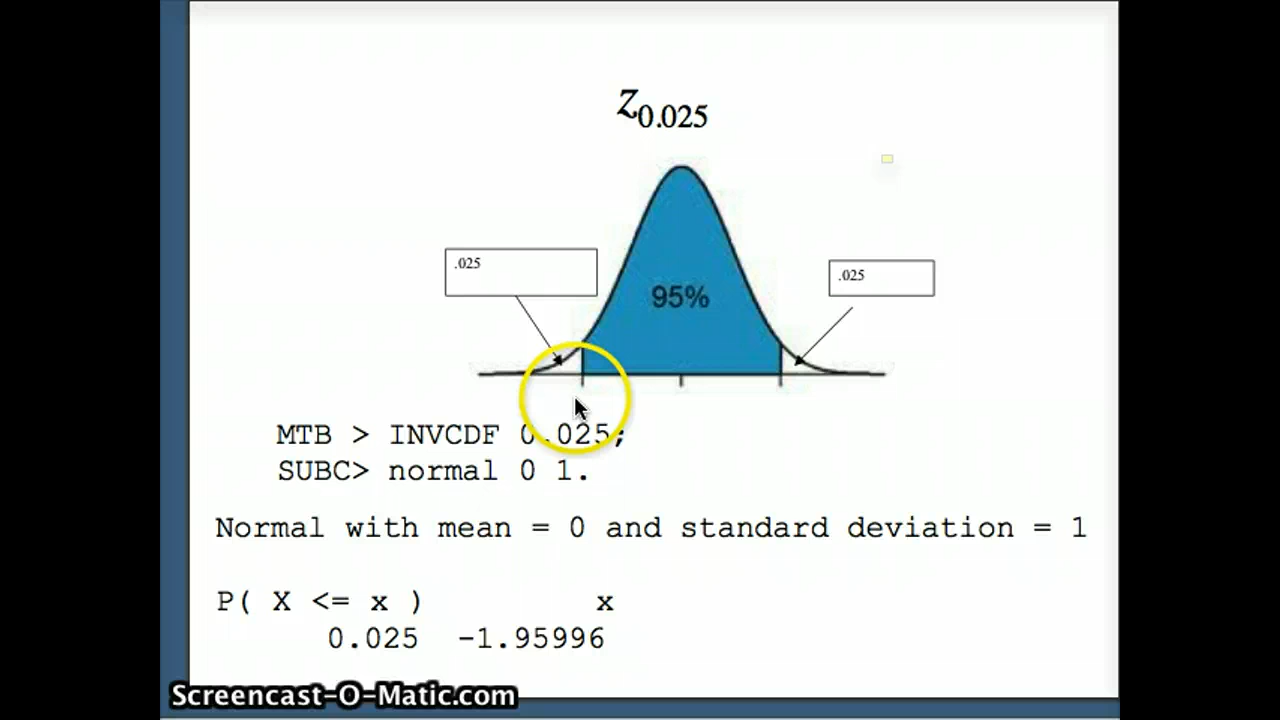 z0.025
.025
.025
95%
MTB > INVCDF 0.025;
SUBC> normal 0 1.
Normal with mean = 0 and standard deviation = 1
P( X <= x ) x
0.025 -1.95996
Screencast-O-Matic.com